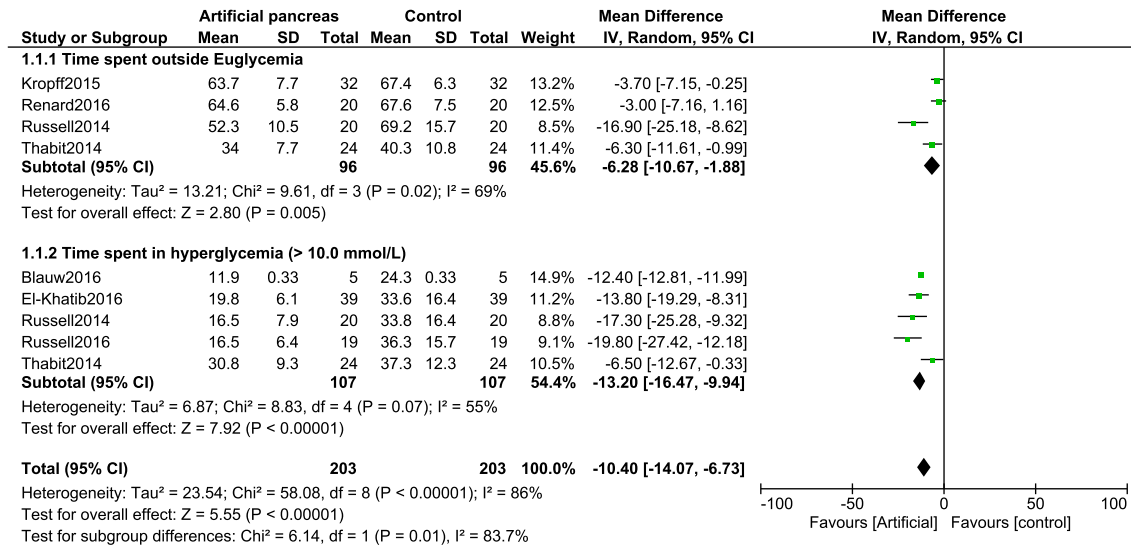 Artificial pancreas Control Mean Difference Mean Difference
Study or Subgroup Mean SD Total Mean SD Total Weight IV, Random, 95% CI IV, Random, 95% CI
1.1.1 Time spent outside Euglycemia
Kropff2015 63.7 7.7 32 67.4 6.3 32 13.2% -3.70 [-7.15, -0.25]
Renard2016 64.6 5.8 20 67.6 7.5 20 12.5% -3.00 [-7.16, 1.16]
Russell2014 52.3 10.5 20 69.2 15.7 20 8.5% -16.90 [-25.18, -8.62]
Thabit2014 34 7.7 24 40.3 10.8 24 11.4% -6.30 [-11.61, -0.99]
Subtotal (95% CI) 96 96 45.6% -6.28 [-10.67, -1.88]
Heterogeneity: Tau² = 13.21; Chi² = 9.61, df = 3 (P = 0.02); I² = 69%
Test for overall effect: Z = 2.80 (P = 0.005)
1.1.2 Time spent in hyperglycemia (> 10.0 mmol/L)
Blauw2016 11.9 0.33 5 24.3 0.33 5 14.9% -12.40 [-12.81, -11.99]
El-Khatib2016 19.8 6.1 39 33.6 16.4 39 11.2% -13.80 [-19.29, -8.31]
Russell2014 16.5 7.9 20 33.8 16.4 20 8.8% -17.30 [-25.28, -9.32]
Russell2016 16.5 6.4 19 36.3 15.7 19 9.1% -19.80 [-27.42, -12.18]
Thabit2014 30.8 9.3 24 37.3 12.3 24 10.5% -6.50 [-12.67, -0.33]
Subtotal (95% CI) 107 107 54.4% -13.20 [-16.47, -9.94]
Heterogeneity: Tau² = 6.87; Chi² = 8.83, df = 4 (P = 0.07); I² = 55%
Test for overall effect: Z = 7.92 (P < 0.00001)
Total (95% CI) 203 203 100.0% -10.40 [-14.07, -6.73]
Heterogeneity: Tau² = 23.54; Chi² = 58.08, df = 8 (P < 0.00001); I² = 86%
Test for overall effect: Z = 5.55 (P < 0.00001)
Test for subgroup differences: Chi² = 6.14, df = 1 (P = 0.01), I² = 83.7%
-100 -50 0 50 100
Favours [Artificial] Favours [control]